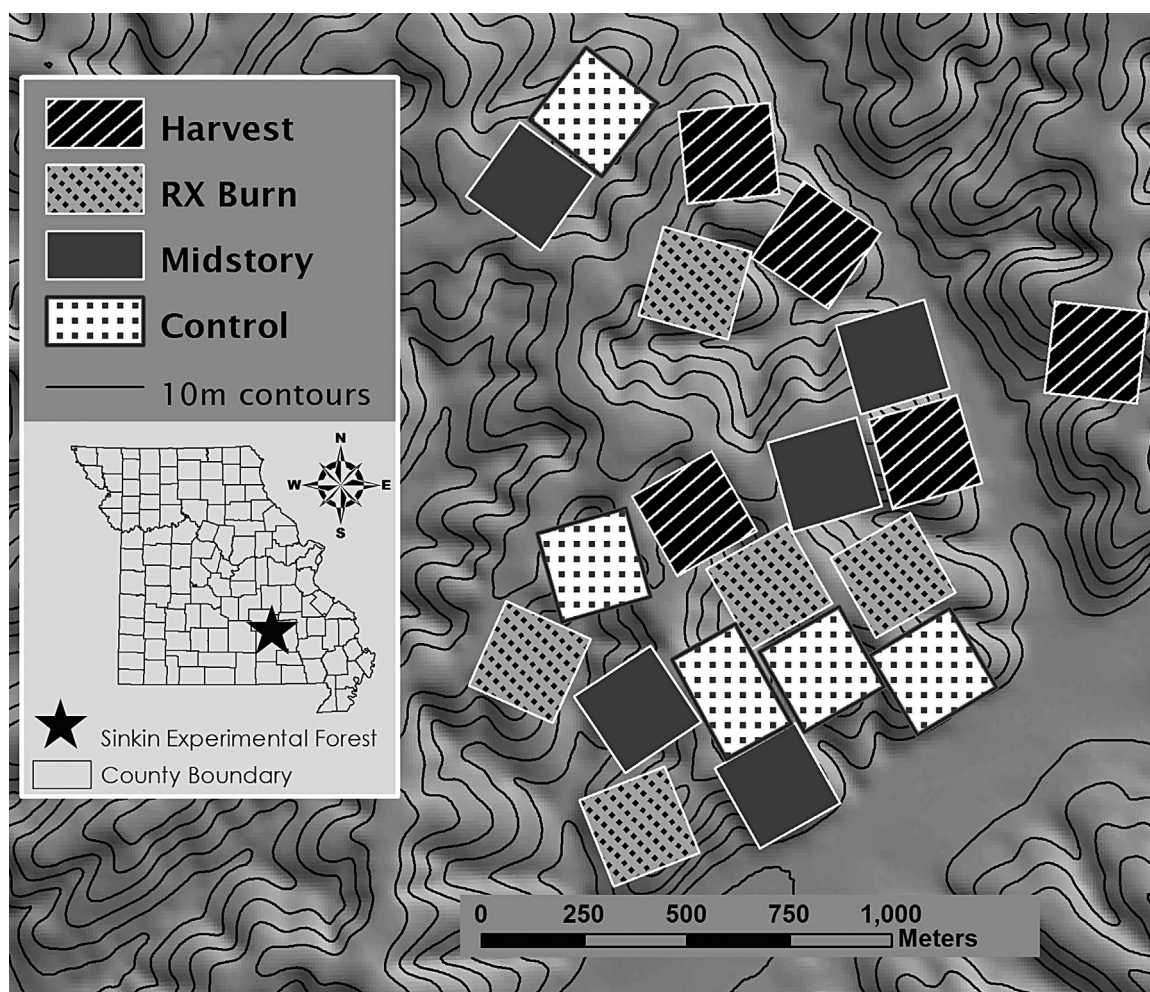 Harvest
RX Burn
Midstory
Control
10m contours
N
W E
S
Sinkin Experimental Forest
County Boundary
0 250 500 750 1,000
Meters